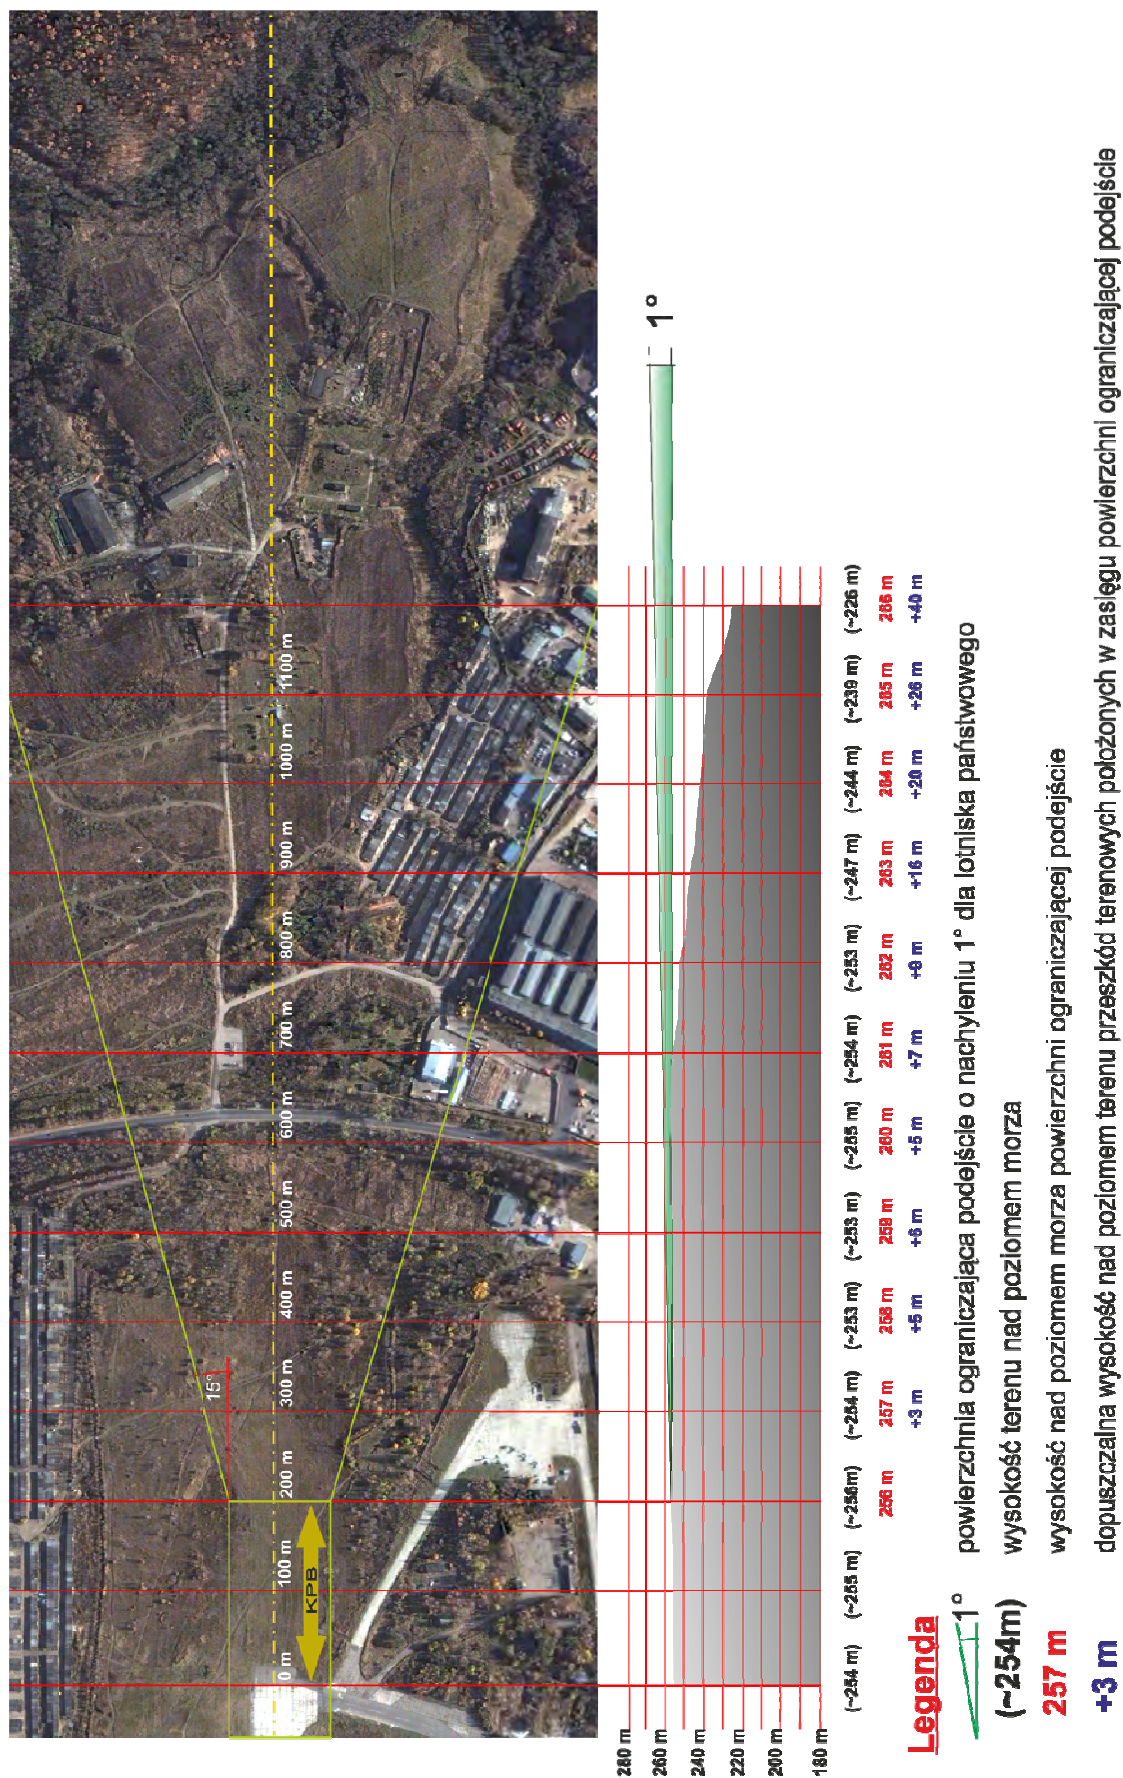 15°
KPB
0 m 100 m 200 m 300 m 400 m 500 m 600 m 700 m 800 m 900 m 1000 m 1100 m
1°
280 m
260 m
240 m
220 m
200 m
180 m
(~254 m) (~255 m) (~256m) (~254 m) (~253 m) (~253 m) (~255 m) (~254 m) (~253 m) (~247 m) (~244 m) (~239 m) (~226 m)
256 m 257 m 258 m 259 m 260 m 261 m 262 m 263 m 264 m 265 m 266 m
+3 m +5 m +6 m +5 m +7 m +9 m +16 m +20 m +26 m +40 m
Legenda
1° powierzchnia ograniczająca podejście o nachyleniu 1° dla lotniska państwowego
(~254m) wysokość terenu nad poziomem morza
257 m wysokość nad poziomem morza powierzchni ograniczającej podejście
+3 m dopuszczalna wysokość nad poziomem terenu przeszkód terenowych położonych w zasięgu powierzchni ograniczającej podejście